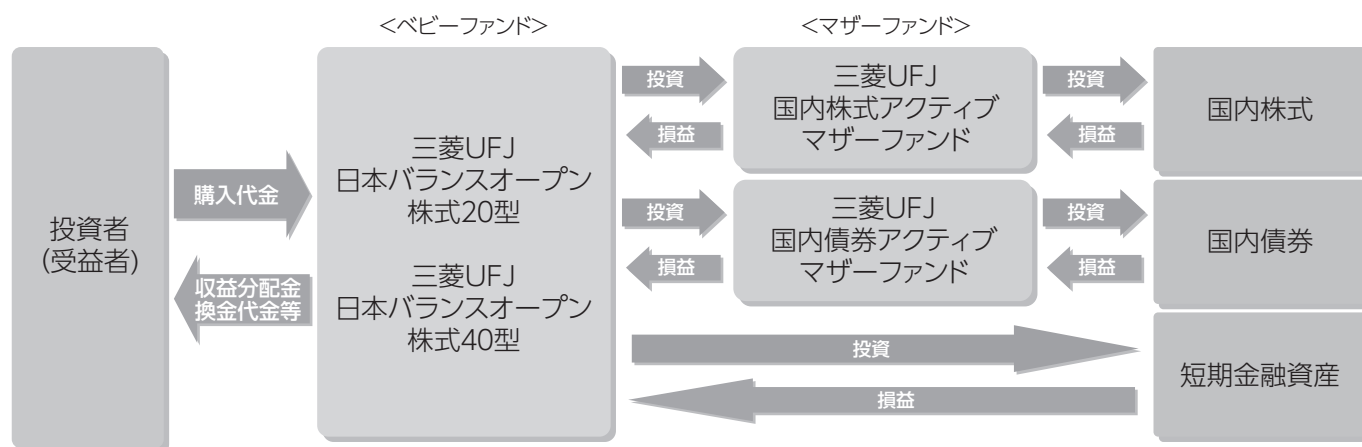 <ベビーファンド>
<マザーファンド>
投資者
(受益者)
購入代金
収益分配金
換金代金等
三菱UFJ
日本バランスオープン
株式20型
三菱UFJ
日本バランスオープン
株式40型
投資
損益
三菱UFJ
国内株式アクティブ
マザーファンド
投資
損益
国内株式
投資
損益
三菱UFJ
国内債券アクティブ
マザーファンド
投資
損益
国内債券
投資
損益
短期金融資産